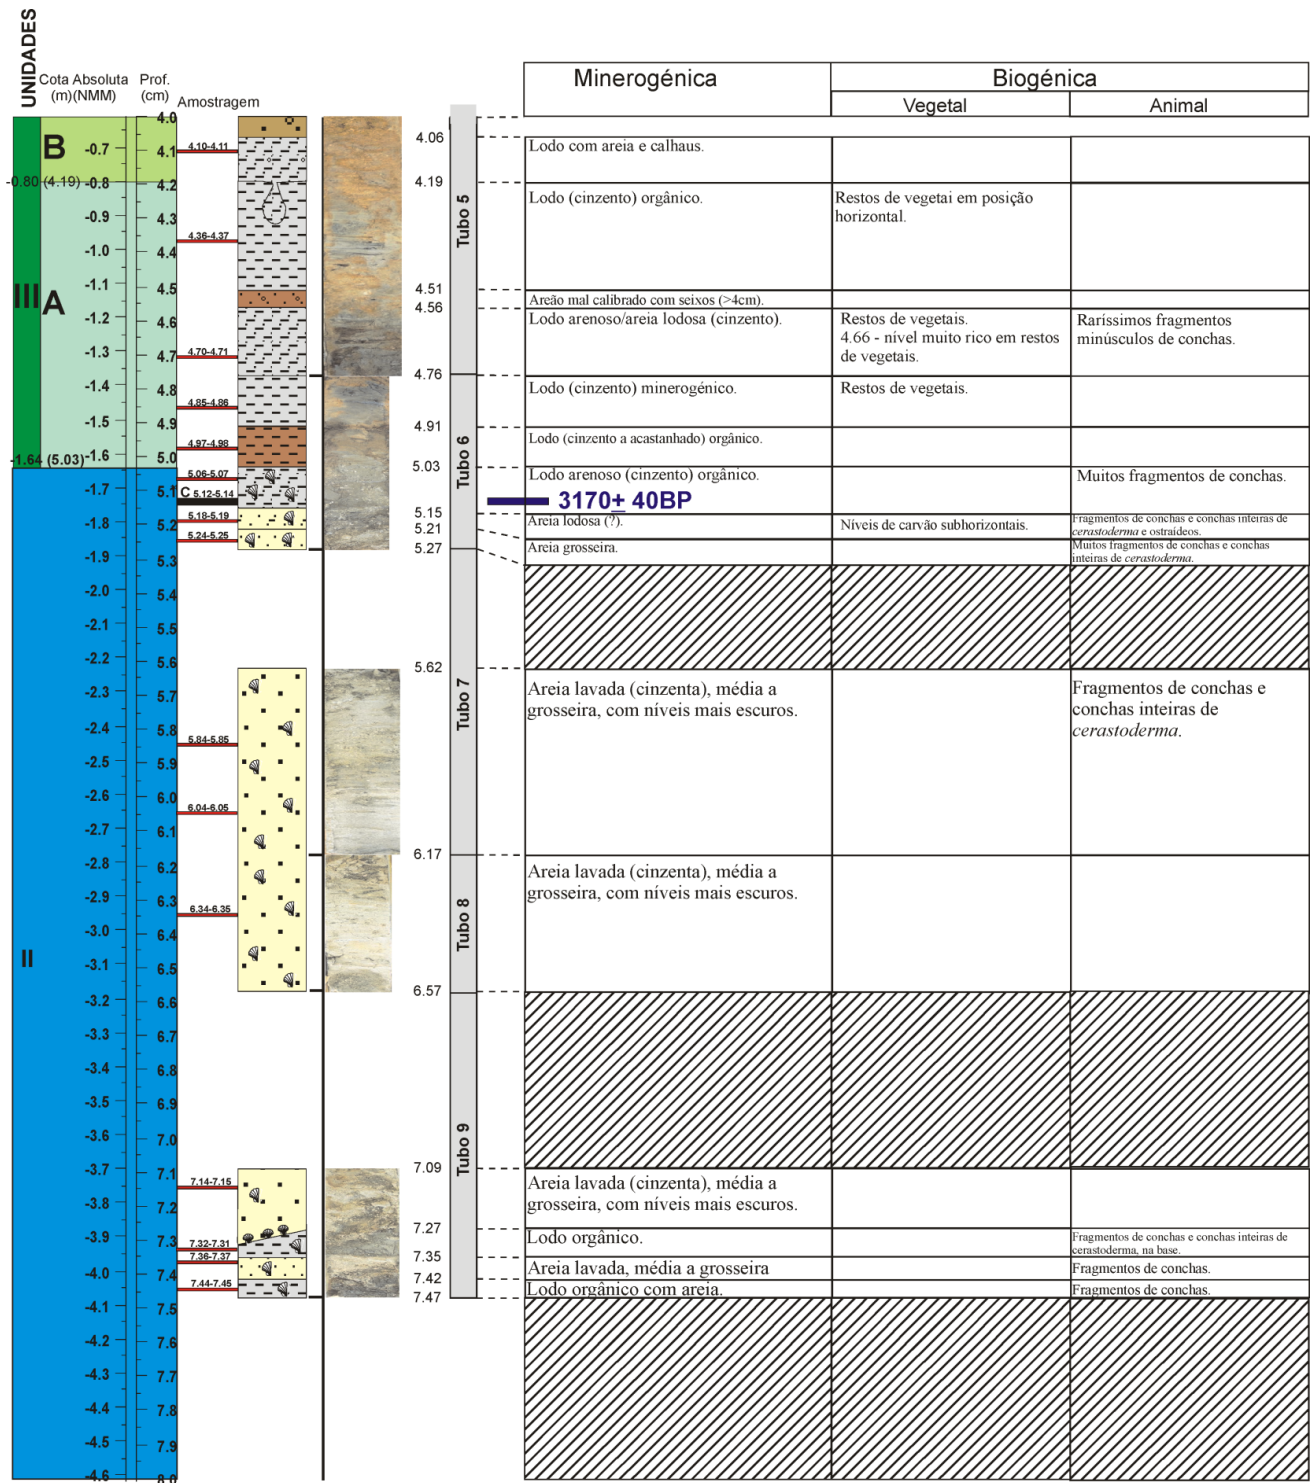 UNIDADES
Cota Absoluta
(m)(NMM)
Prof.
(cm)
Amostragem
Minerogénica
Biogénica
Vegetal
Animal
III
B
A
II
-0.80 (4.19)
-1.64 (5.03)
-0.7
-0.8
-0.9
-1.0
-1.1
-1.2
-1.3
-1.4
-1.5
-1.6
-1.7
-1.8
-1.9
-2.0
-2.1
-2.2
-2.3
-2.4
-2.5
-2.6
-2.7
-2.8
-2.9
-3.0
-3.1
-3.2
-3.3
-3.4
-3.5
-3.6
-3.7
-3.8
-3.9
-4.0
-4.1
-4.2
-4.3
-4.4
-4.5
-4.6
4.0
4.1
4.2
4.3
4.4
4.5
4.6
4.7
4.8
4.9
5.0
5.1
5.2
5.3
5.4
5.5
5.6
5.7
5.8
5.9
6.0
6.1
6.2
6.3
6.4
6.5
6.6
6.7
6.8
6.9
7.0
7.1
7.2
7.3
7.4
7.5
7.6
7.7
7.8
7.9
8.0
4.10-4.11
4.36-4.37
4.70-4.71
4.85-4.86
4.97-4.98
5.06-5.07
C 5.12-5.14
5.18-5.19
5.24-5.25
5.84-5.85
6.04-6.05
6.34-6.35
7.14-7.15
7.32-7.31
7.36-7.37
7.44-7.45
Tubo 5
Tubo 6
Tubo 7
Tubo 8
Tubo 9
4.06
Lodo com areia e calhaus.
4.19
Lodo (cinzento) orgânico.
Restos de vegetai em posição
horizontal.
4.51
Areão mal calibrado com seixos (>4cm).
4.56
Lodo arenoso/areia lodosa (cinzento).
Restos de vegetais.
4.66 - nível muito rico em restos
de vegetais.
Raríssimos fragmentos
minúsculos de conchas.
4.76
Lodo (cinzento) minerogénico.
Restos de vegetais.
4.91
Lodo (cinzento a acastanhado) orgânico.
5.03
Lodo arenoso (cinzento) orgânico.
Muitos fragmentos de conchas.
3170± 40BP
5.15
Areia lodosa (?).
Níveis de carvão subhorizontais.
Fragmentos de conchas e conchas inteiras de
cerastoderma e ostraídeos.
5.21
Areia grosseira.
Muitos fragmentos de conchas e conchas
inteiras de cerastoderma.
5.27
5.62
Areia lavada (cinzenta), média a
grosseira, com níveis mais escuros.
Fragmentos de conchas e
conchas inteiras de
cerastoderma.
6.17
Areia lavada (cinzenta), média a
grosseira, com níveis mais escuros.
6.57
7.09
Areia lavada (cinzenta), média a
grosseira, com níveis mais escuros.
7.27
Lodo orgânico.
Fragmentos de conchas e conchas inteiras de
cerastoderma, na base.
7.35
Areia lavada, média a grosseira
Fragmentos de conchas.
7.42
Lodo orgânico com areia.
Fragmentos de conchas.
7.47